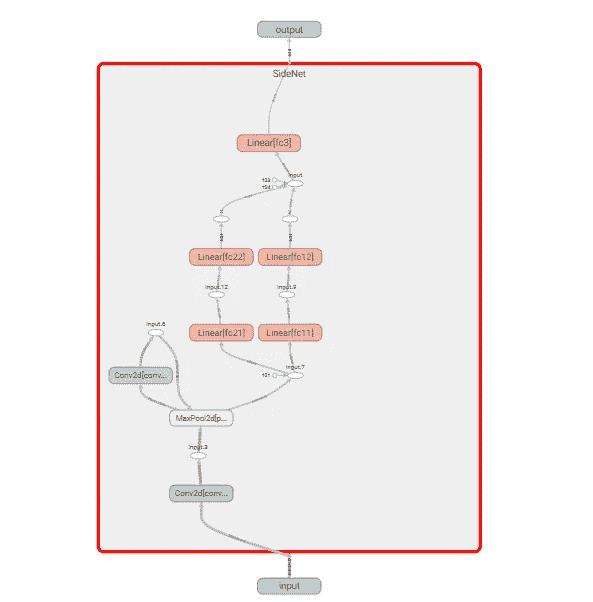 output
SideNet
Linear[fc3]
input
133
134
Linear[fc22]
Linear[fc12]
input.12
input.9
Linear[fc21]
Linear[fc11]
input.6
input.7
131
Conv2d[conv...
MaxPool2d[p...
input.3
Conv2d[conv...
input